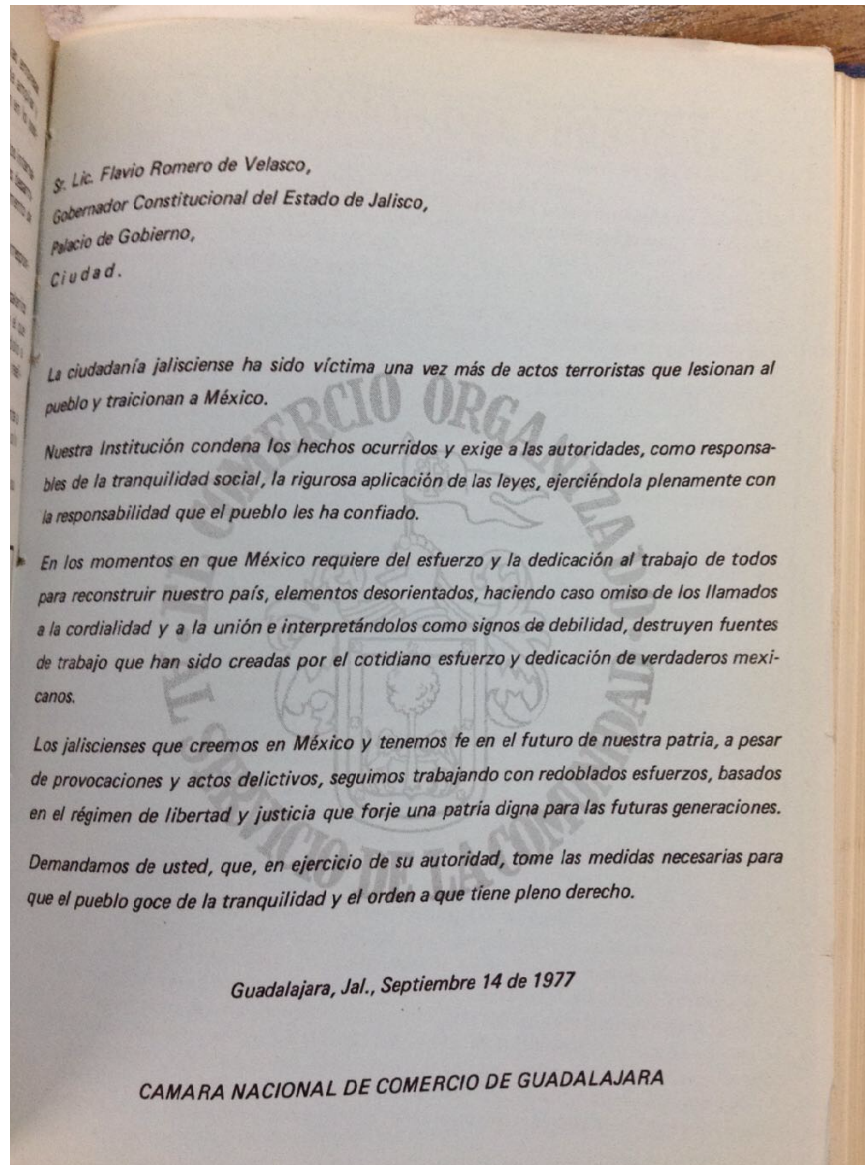 Sr. Lic. Flavio Romero de Velasco,
Gobernador Constitucional del Estado de Jalisco,
Palacio de Gobierno,
Ciudad.
La ciudadanía jalisciense ha sido víctima una vez más de actos terroristas que lesionan al
pueblo y traicionan a México.
Nuestra Institución condena los hechos ocurridos y exige a las autoridades, como responsa-
bles de la tranquilidad social, la rigurosa aplicación de las leyes, ejerciéndola plenamente con
la responsabilidad que el pueblo les ha confiado.
En los momentos en que México requiere del esfuerzo y la dedicación al trabajo de todos
para reconstruir nuestro país, elementos desorientados, haciendo caso omiso de los llamados
a la cordialidad y a la unión e interpretándolos como signos de debilidad, destruyen fuentes
de trabajo que han sido creadas por el cotidiano esfuerzo y dedicación de verdaderos mexi-
canos.
Los jaliscienses que creemos en México y tenemos fe en el futuro de nuestra patria, a pesar
de provocaciones y actos delictivos, seguimos trabajando con redoblados esfuerzos, basados
en el régimen de libertad y justicia que forje una patria digna para las futuras generaciones.
Demandamos de usted, que, en ejercicio de su autoridad, tome las medidas necesarias para
que el pueblo goce de la tranquilidad y el orden a que tiene pleno derecho.
Guadalajara, Jal., Septiembre 14 de 1977
CAMARA NACIONAL DE COMERCIO DE GUADALAJARA
EL COMERCIO ORGANIZADO
AL SERVICIO DE LA COMUNIDAD